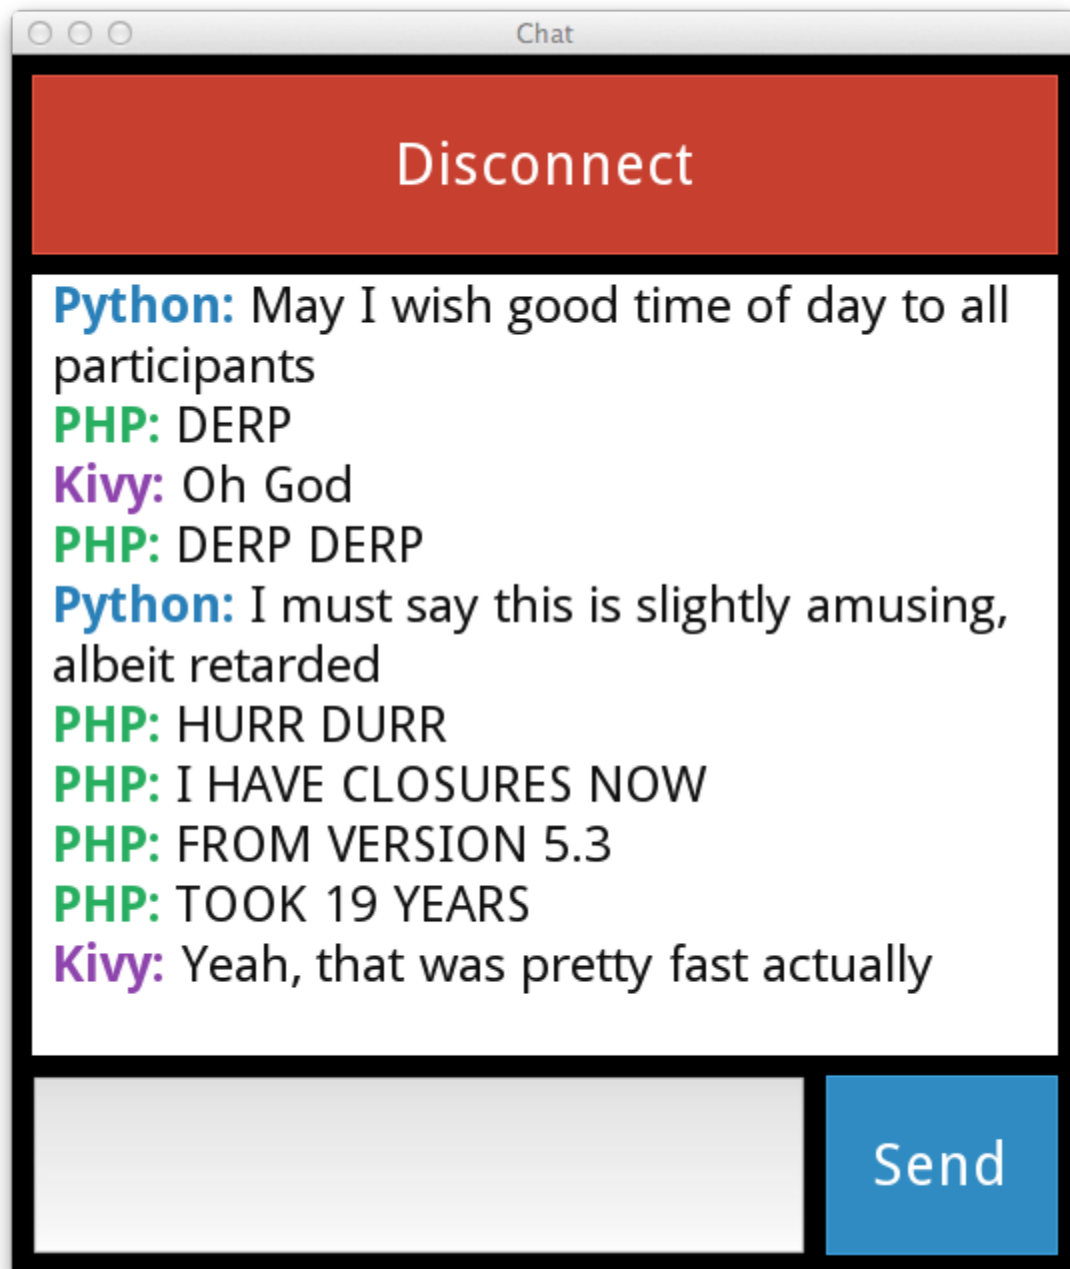 Chat
Disconnect
Python: May I wish good time of day to all
participants
PHP: DERP
Kivy: Oh God
PHP: DERP DERP
Python: I must say this is slightly amusing,
albeit retarded
PHP: HURR DURR
PHP: I HAVE CLOSURES NOW
PHP: FROM VERSION 5.3
PHP: TOOK 19 YEARS
Kivy: Yeah, that was pretty fast actually
Send